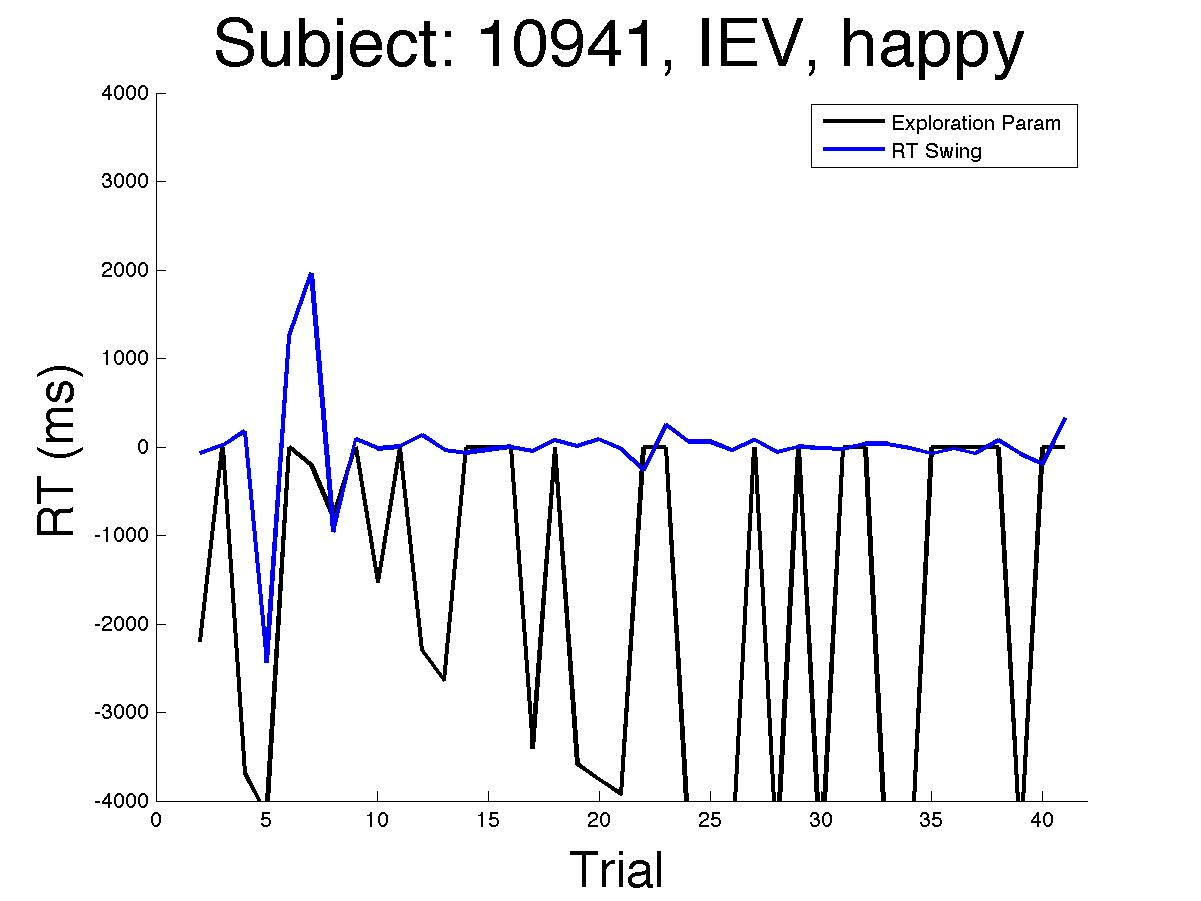 Subject: 10941, IEV, happy
Exploration Param
RT Swing
4000
3000
2000
1000
0
-1000
-2000
-3000
-4000
RT (ms)
0 5 10 15 20 25 30 35 40
Trial